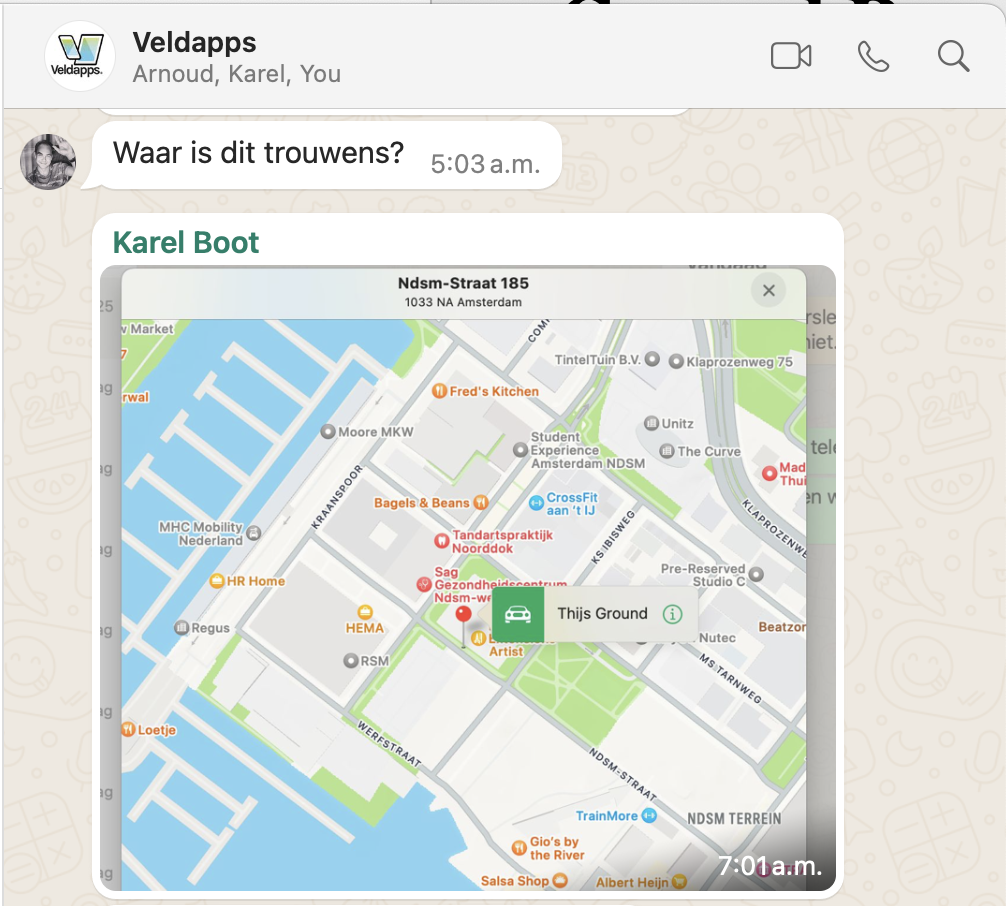 Veldapps.
Veldapps
Arnoud, Karel, You
Waar is dit trouwens?
5:03 a.m.
Karel Boot
Ndsm-Straat 185
1033 NA Amsterdam
25
Market
TintelTuin B.V.
Klaprozenweg 75
7
rwal
Fred's Kitchen
Moore MKW
Unitz
Student
Experience
Amsterdam NDSM
The Curve
Mad
Thui
KRAANSPOOR
Bagels & Beans
CrossFit
aan 't IJ
MHC Mobility
Nederland
Tandartspraktijk
Noorddok
KS IBISWEG
HR Home
Sag
Gezondheidscentrum
Ndsm-we
Pre-Reserved
Studio C
Thijs Ground
HEMA
Regus
Artist
Nutec
Beatzor
RSM
MS TARNWEG
Loetje
WERFSTRAAT
NDSM-STRAAT
TrainMore
NDSM TERREIN
Gio's by
the River
Salsa Shop
Albert Heijn
7:01 a.m.